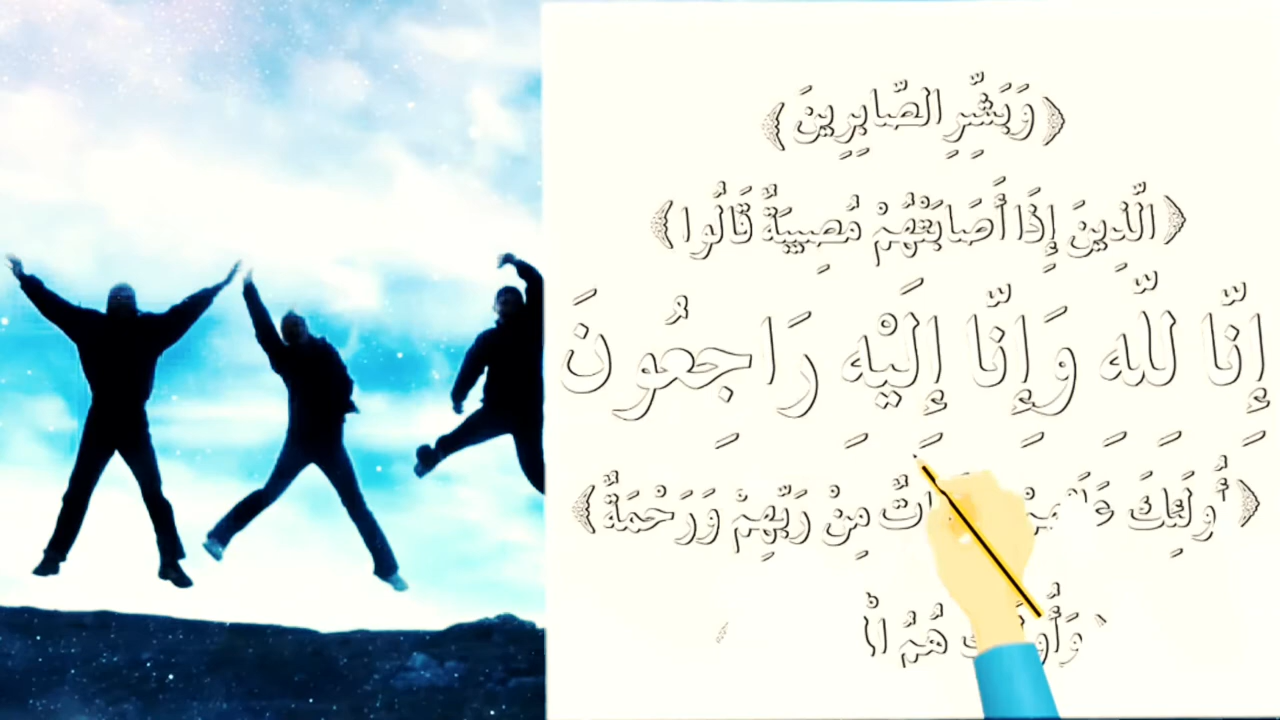 ﴿وَبَشِّرِ الصَّابِرِينَ﴾
﴿الَّذِينَ إِذَا أَصَابَتْهُمْ مُصِيبَةٌ قَالُوا﴾
إِنَّا لِلَّهِ وَإِنَّا إِلَيْهِ رَاجِعُونَ
﴿أُولَئِكَ مِنْ رَبِّهِمْ وَرَحْمَةٌ﴾
هُمُ